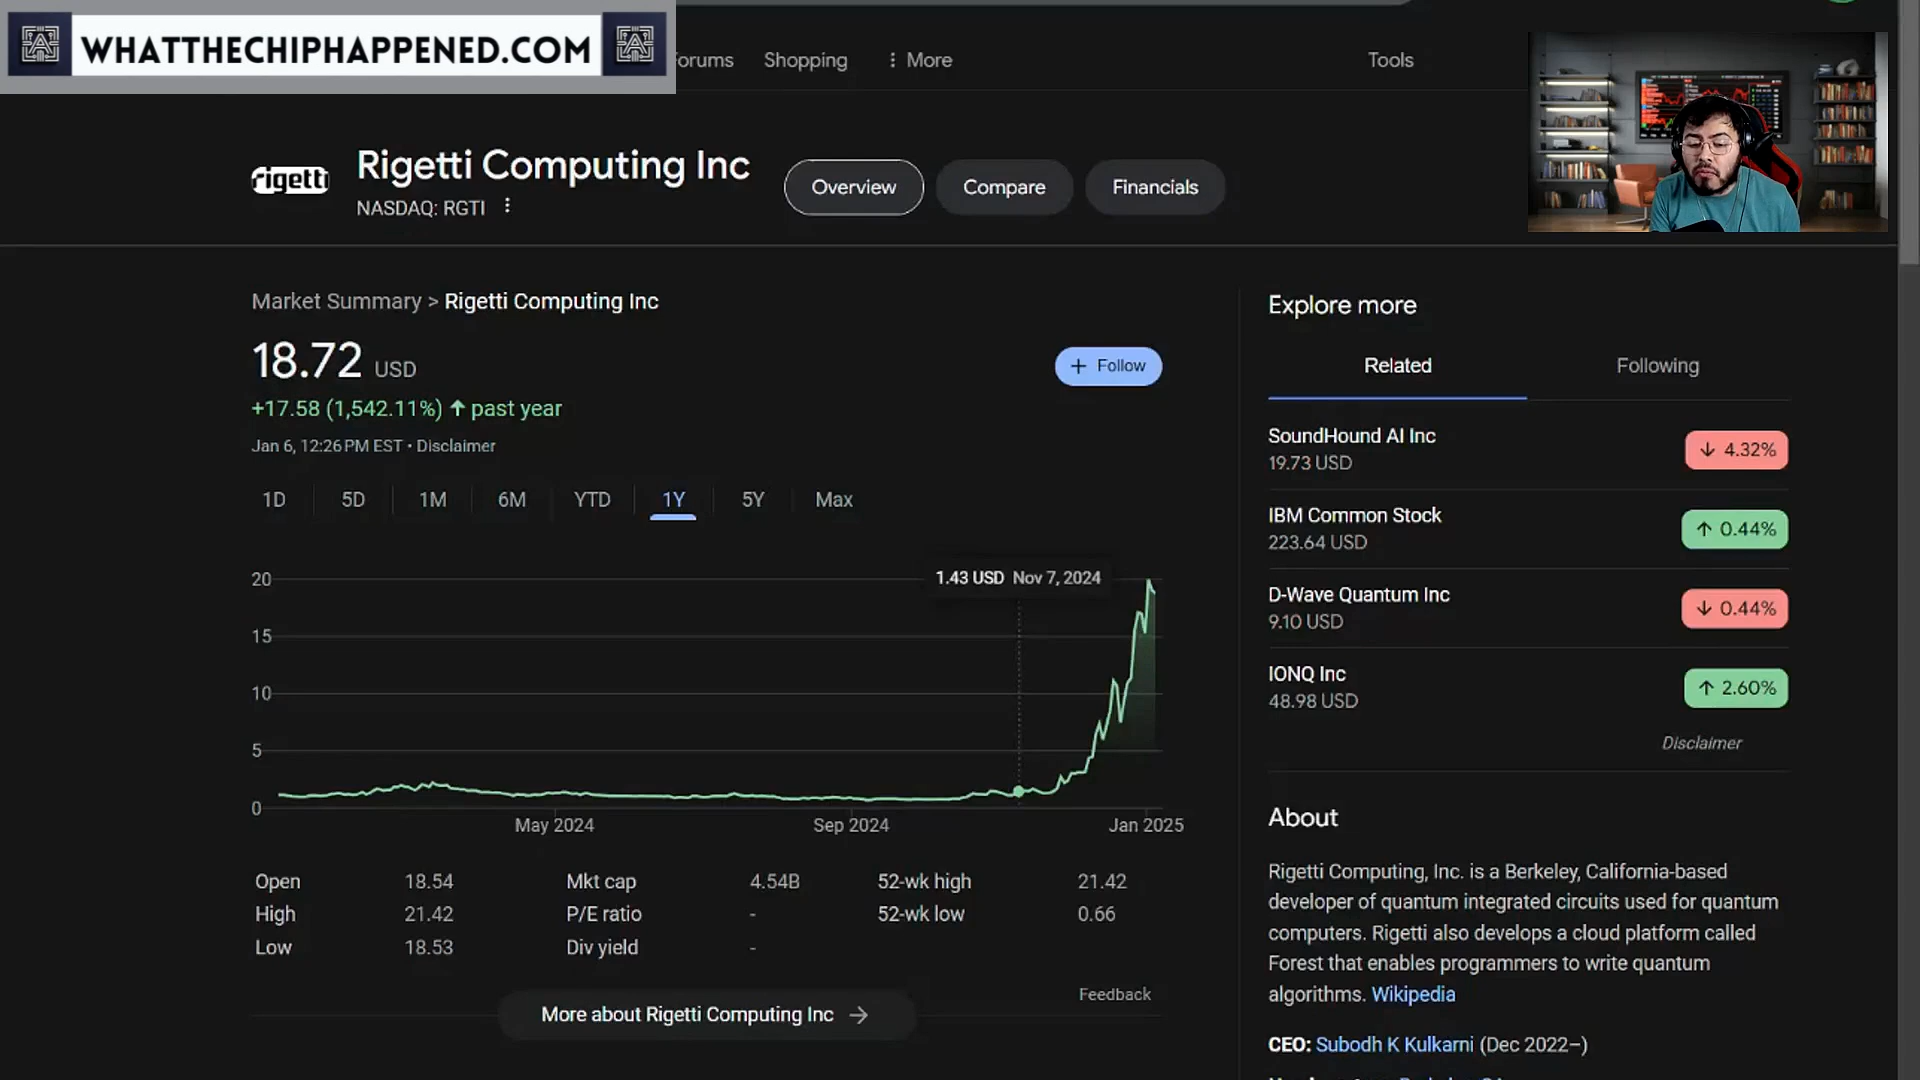 WHATTHECHIPHAPPENED.COM
orums Shopping More Tools
rigetti
Rigetti Computing Inc
NASDAQ: RGTI
Overview Compare Financials
Market Summary > Rigetti Computing Inc
18.72 USD
+ Follow
+17.58 (1,542.11%) ↑ past year
Jan 6, 12:26 PM EST • Disclaimer
1D 5D 1M 6M YTD 1Y 5Y Max
1.43 USD Nov 7, 2024
20
15
10
5
0
May 2024 Sep 2024 Jan 2025
Open 18.54 Mkt cap 4.54B 52-wk high 21.42
High 21.42 P/E ratio - 52-wk low 0.66
Low 18.53 Div yield -
Feedback
More about Rigetti Computing Inc →
Explore more
Related Following
SoundHound AI Inc
19.73 USD
↓ 4.32%
IBM Common Stock
223.64 USD
↑ 0.44%
D-Wave Quantum Inc
9.10 USD
↓ 0.44%
IONQ Inc
48.98 USD
↑ 2.60%
Disclaimer
About
Rigetti Computing, Inc. is a Berkeley, California-based
developer of quantum integrated circuits used for quantum
computers. Rigetti also develops a cloud platform called
Forest that enables programmers to write quantum
algorithms. Wikipedia
CEO: Subodh K Kulkarni (Dec 2022–)